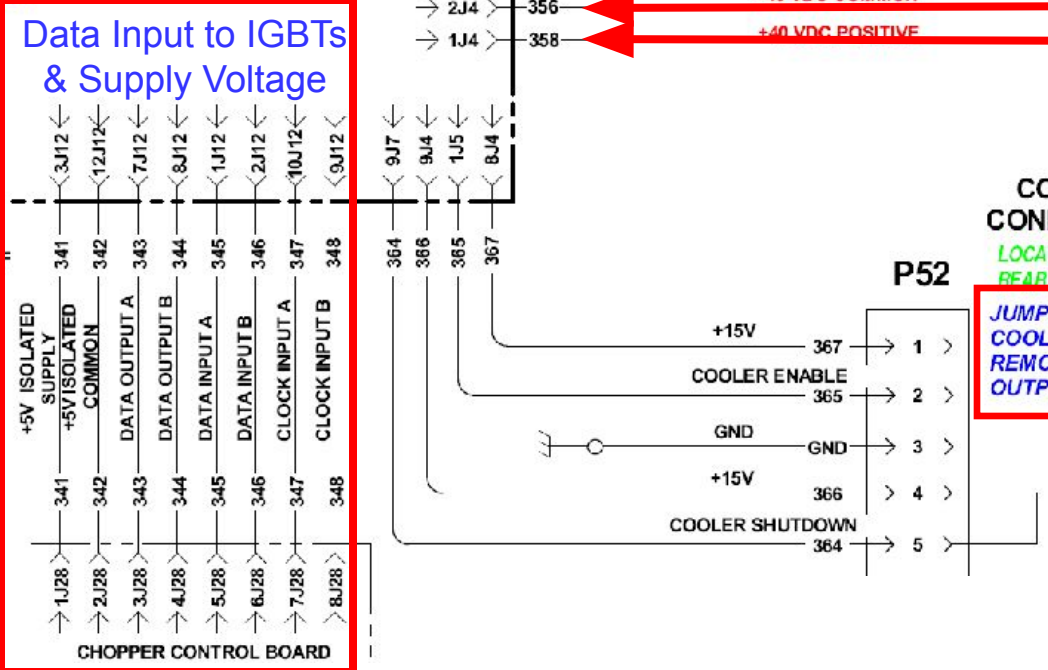 Data Input to IGBTs
& Supply Voltage
2J4 356
1J4 358
+40 VDC POSITIVE
3J12 12J12 7J12 8J12 1J12 2J12 10J12 9J12
9J7 9J4 1J5 8J4
341 342 343 344 345 346 347 348
364 366 365 367
+5V ISOLATED
SUPPLY
+5V ISOLATED
COMMON
DATA OUTPUT A
DATA OUTPUT B
DATA INPUT A
DATA INPUT B
CLOCK INPUT A
CLOCK INPUT B
341 342 343 344 345 346 347 348
1J28 2J28 3J28 4J28 5J28 6J28 7J28 8J28
CHOPPER CONTROL BOARD
P52
+15V
367 1
COOLER ENABLE
365 2
GND
GND 3
+15V
366 4
COOLER SHUTDOWN
364 5
CO
CON
LOCA
REAR
JUMP
COOL
REMO
OUTP